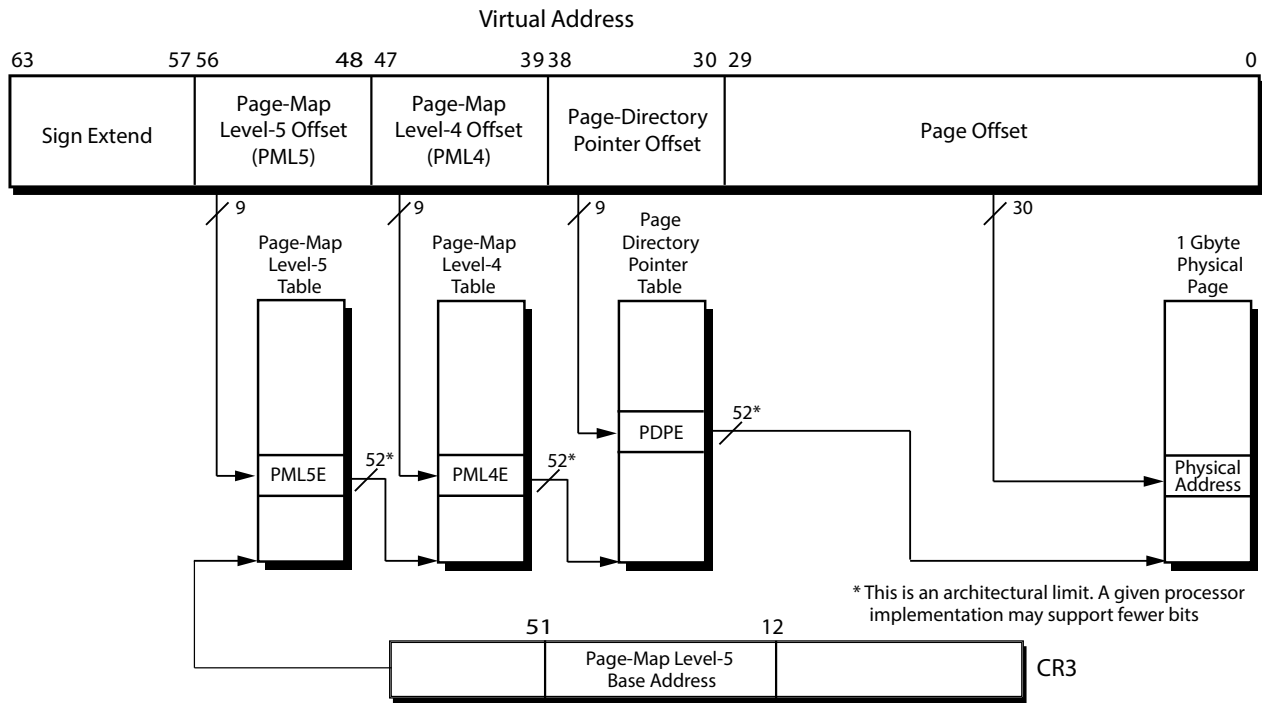 Virtual Address
63 57 56 48 47 39 38 30 29 0
Sign Extend
Page-Map
Level-5 Offset
(PML5)
Page-Map
Level-4 Offset
(PML4)
Page-Directory
Pointer Offset
Page Offset
9
9
9
30
Page-Map
Level-5
Table
Page-Map
Level-4
Table
Page
Directory
Pointer
Table
1 Gbyte
Physical
Page
PML5E
52*
PML4E
52*
PDPE
52*
Physical
Address
* This is an architectural limit. A given processor
implementation may support fewer bits
51 12
Page-Map Level-5
Base Address
CR3